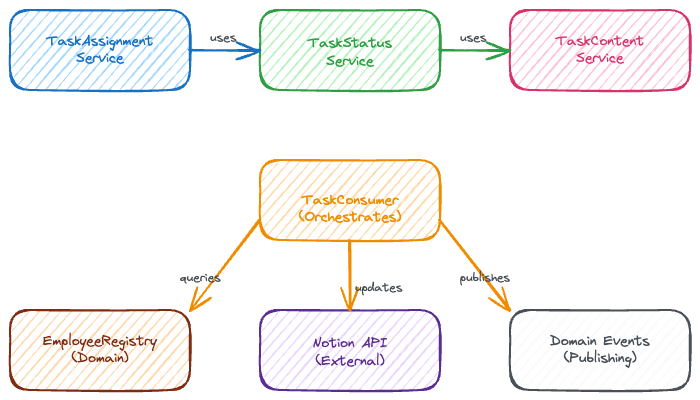 TaskAssignment
Service
uses
TaskStatus
Service
uses
TaskContent
Service
TaskConsumer
(Orchestrates)
queries
updates
publishes
EmployeeRegistry
(Domain)
Notion API
(External)
Domain Events
(Publishing)